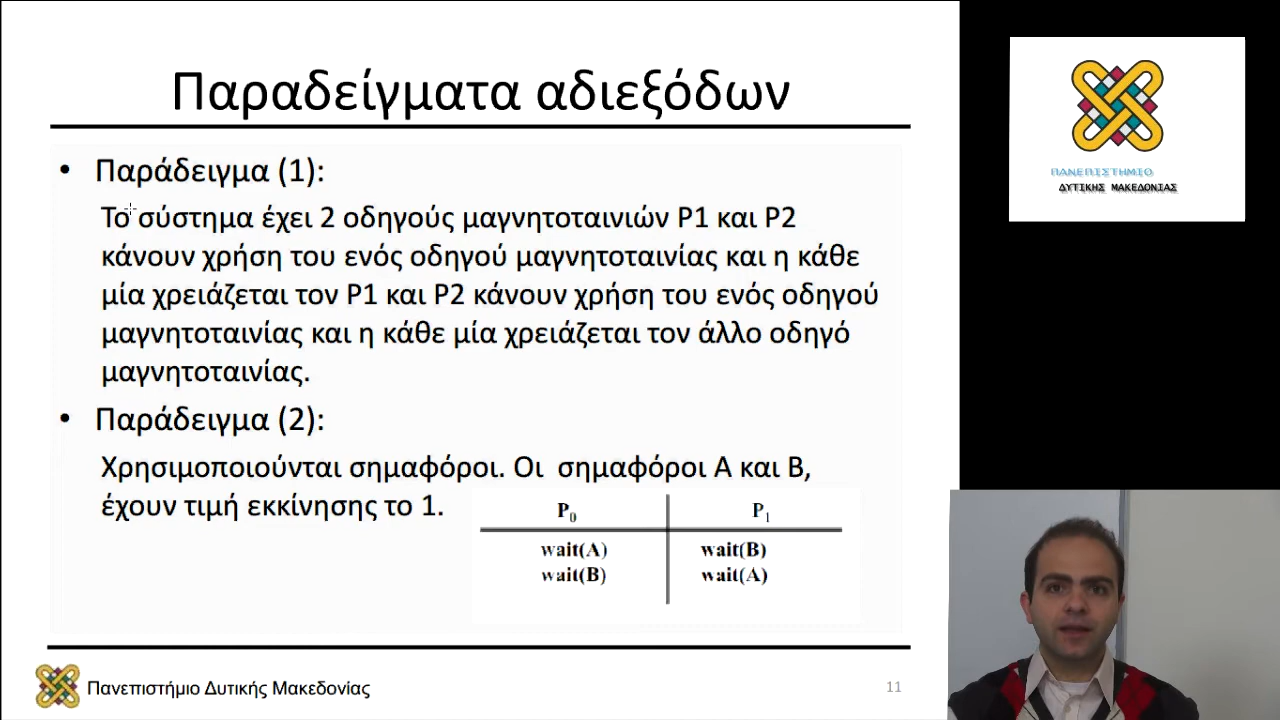 Παραδείγματα αδιεξόδων
• Παράδειγμα (1):
Το σύστημα έχει 2 οδηγούς μαγνητοταινιών P1 και P2
κάνουν χρήση του ενός οδηγού μαγνητοταινίας και η κάθε
μία χρειάζεται τον P1 και P2 κάνουν χρήση του ενός οδηγού
μαγνητοταινίας και η κάθε μία χρειάζεται τον άλλο οδηγό
μαγνητοταινίας.
• Παράδειγμα (2):
Χρησιμοποιούνται σημαφόροι. Οι σημαφόροι A και B,
έχουν τιμή εκκίνησης το 1.
P0 P1
wait(A) wait(B)
wait(B) wait(A)
Πανεπιστήμιο Δυτικής Μακεδονίας
11
ΠΑΝΕΠΙΣΤΗΜΙΟ
ΔΥΤΙΚΗΣ ΜΑΚΕΔΟΝΙΑΣ